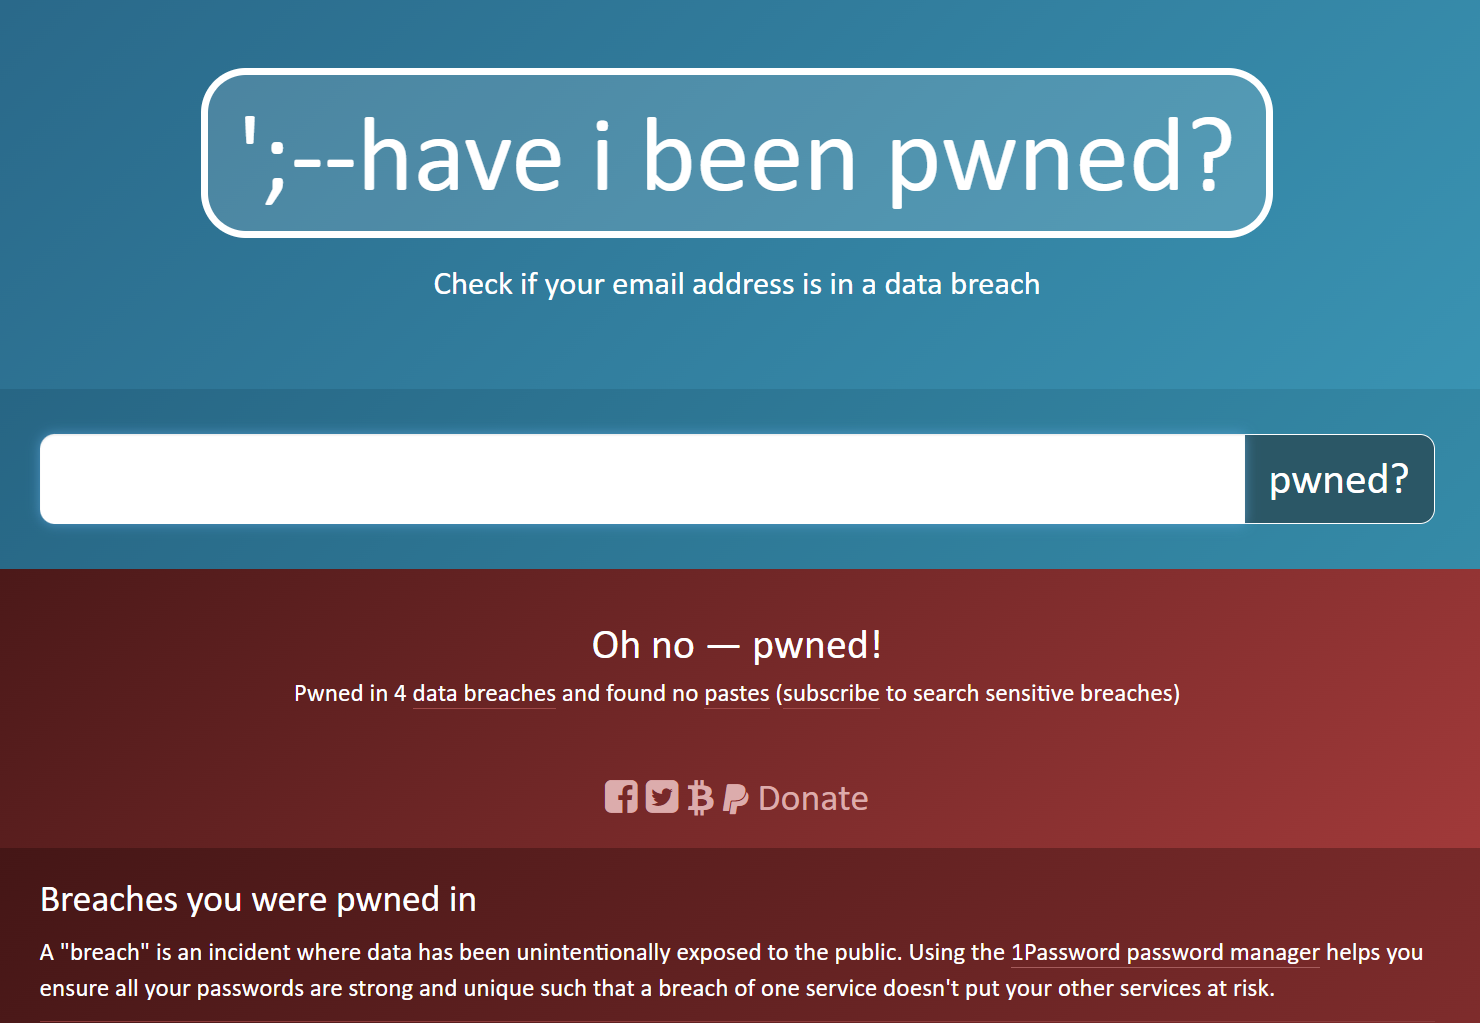 ';--have i been pwned?
Check if your email address is in a data breach
pwned?
Oh no — pwned!
Pwned in 4 data breaches and found no pastes (subscribe to search sensitive breaches)
Donate
Breaches you were pwned in
A "breach" is an incident where data has been unintentionally exposed to the public. Using the 1Password password manager helps you
ensure all your passwords are strong and unique such that a breach of one service doesn't put your other services at risk.